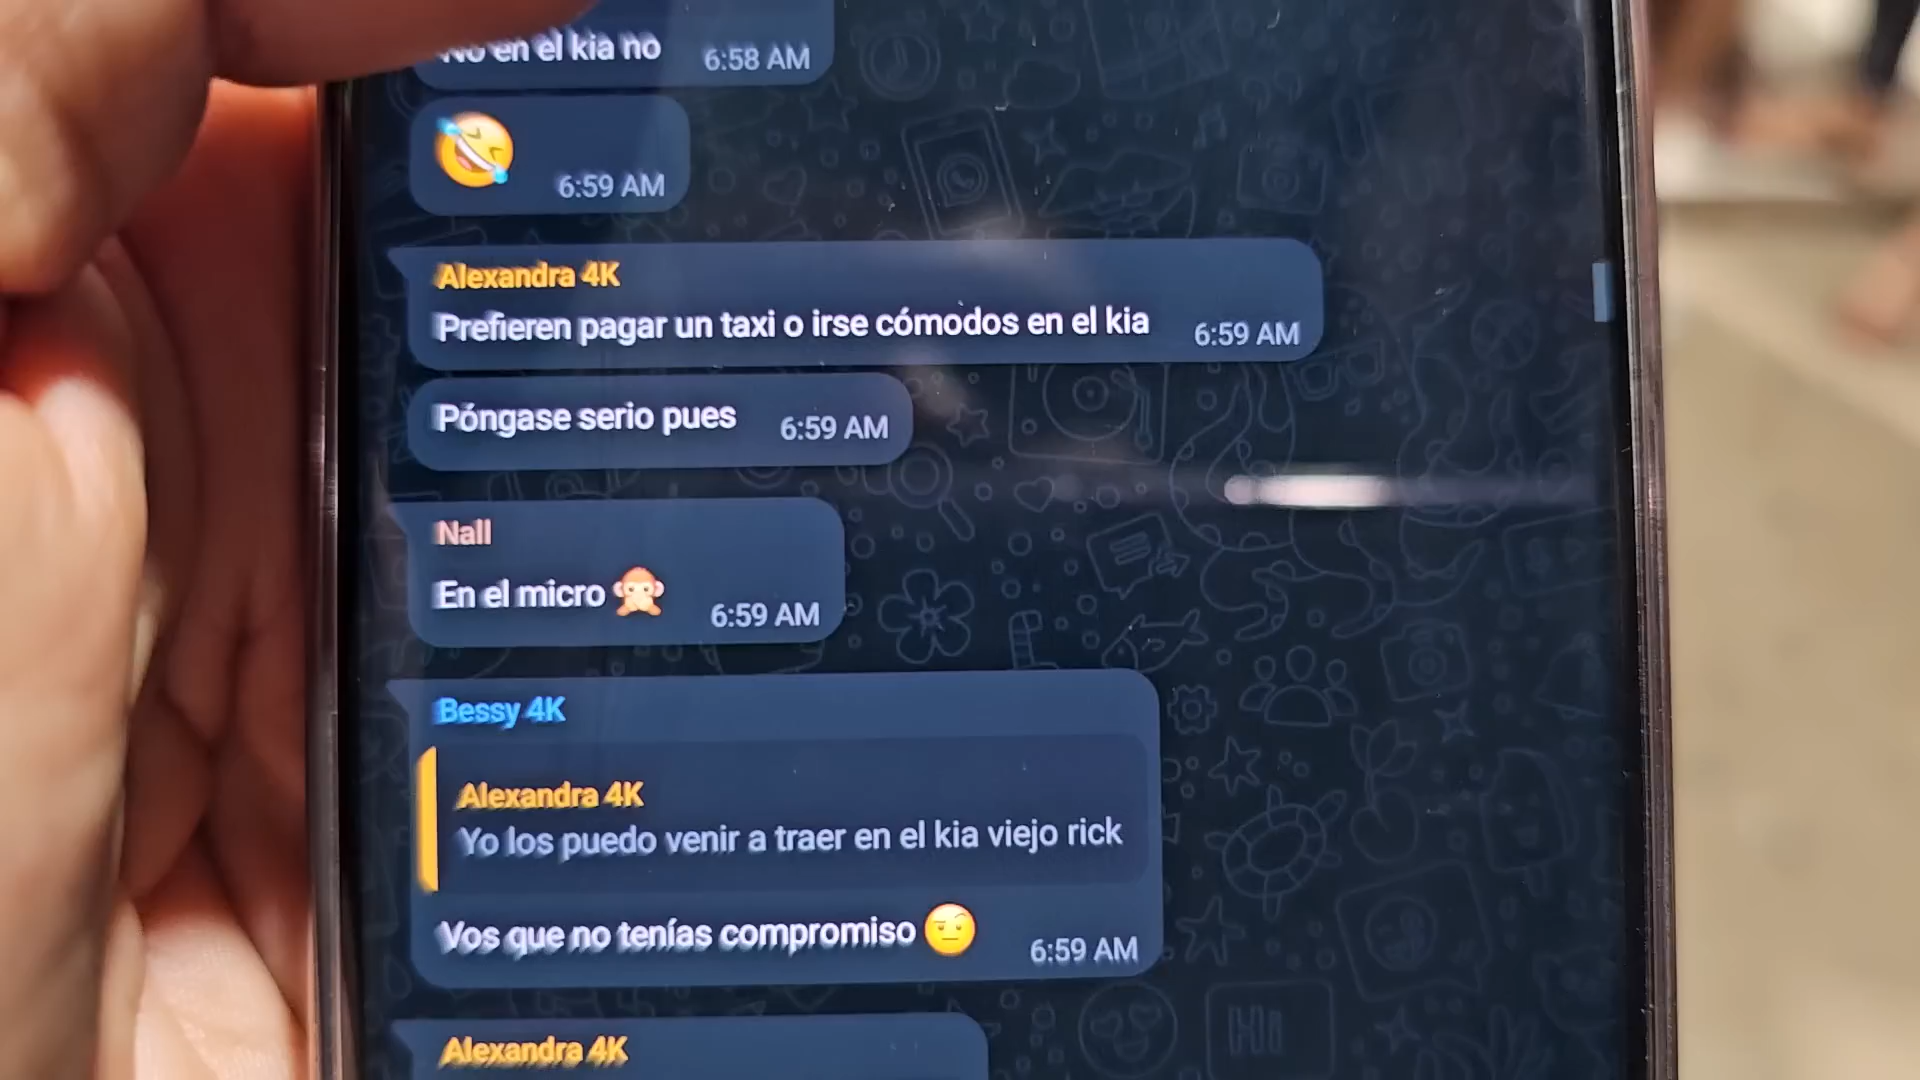 No en el kia no
6:58 AM
🤣
6:59 AM
Alexandra 4K
Prefieren pagar un taxi o irse cómodos en el kia
6:59 AM
Póngase serio pues
6:59 AM
Nall
En el micro 🙊
6:59 AM
Bessy 4K
Alexandra 4K
Yo los puedo venir a traer en el kia viejo rick
Vos que no tenías compromiso 🤨
6:59 AM
Hi
Alexandra 4K